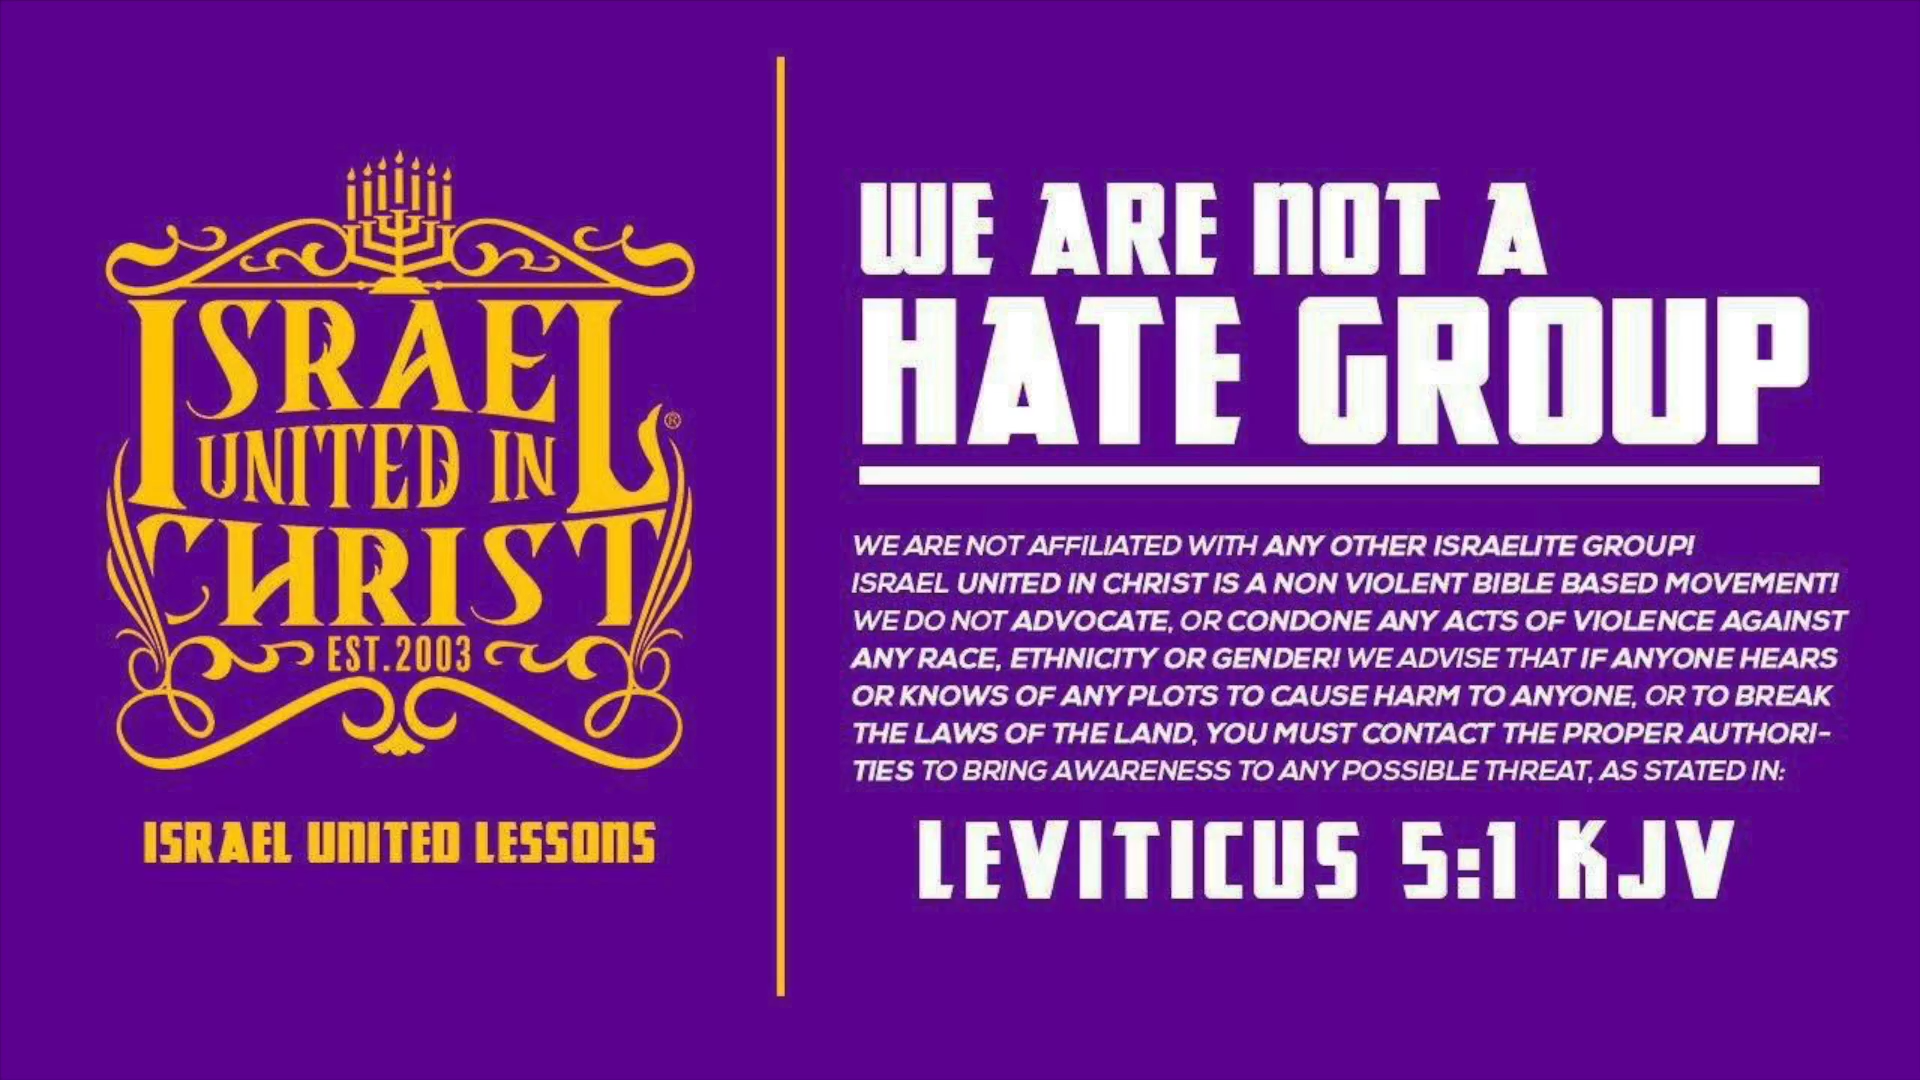 ISRAEL
UNITED IN
CHRIST
®
EST.2003
ISRAEL UNITED LESSONS
WE ARE NOT A
HATE GROUP
WE ARE NOT AFFILIATED WITH ANY OTHER ISRAELITE GROUP!
ISRAEL UNITED IN CHRIST IS A NON VIOLENT BIBLE BASED MOVEMENT!
WE DO NOT ADVOCATE, OR CONDONE ANY ACTS OF VIOLENCE AGAINST
ANY RACE, ETHNICITY OR GENDER! WE ADVISE THAT IF ANYONE HEARS
OR KNOWS OF ANY PLOTS TO CAUSE HARM TO ANYONE, OR TO BREAK
THE LAWS OF THE LAND, YOU MUST CONTACT THE PROPER AUTHORI-
TIES TO BRING AWARENESS TO ANY POSSIBLE THREAT, AS STATED IN:
LEVITICUS 5:1 KJV